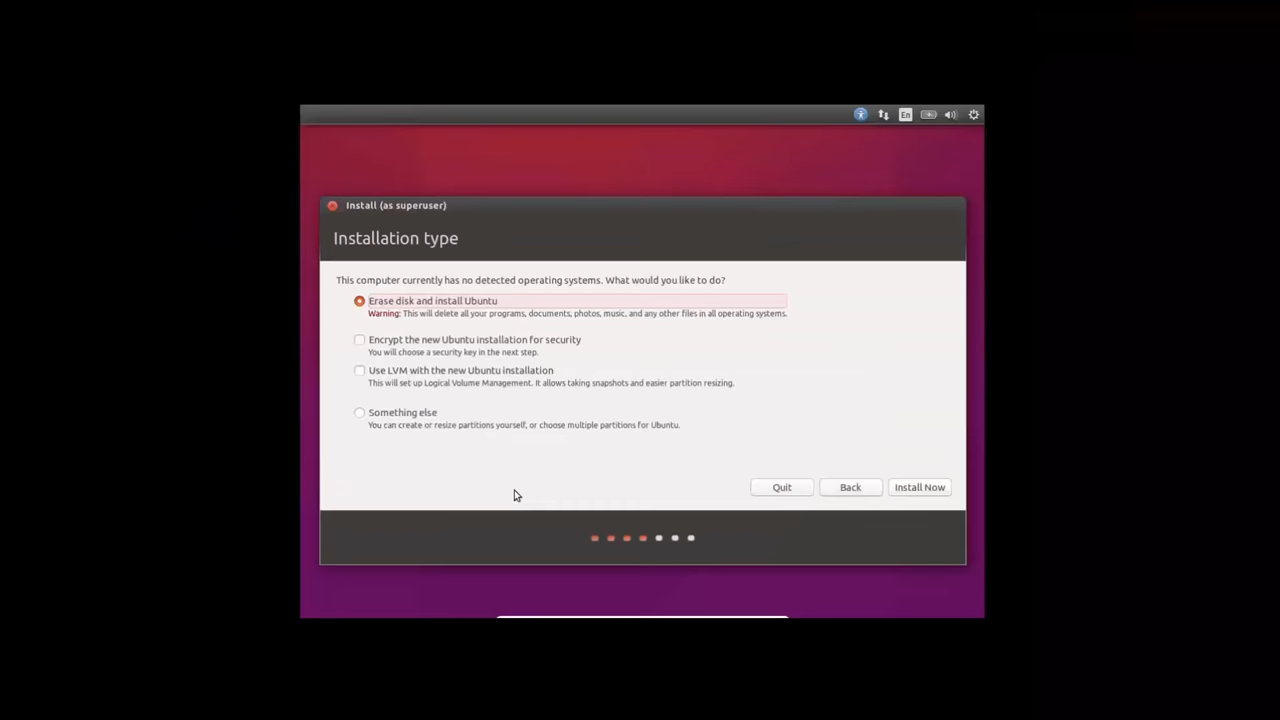 En
Install (as superuser)
Installation type
This computer currently has no detected operating systems. What would you like to do?
Erase disk and install Ubuntu
Warning: This will delete all your programs, documents, photos, music, and any other files in all operating systems.
Encrypt the new Ubuntu installation for security
You will choose a security key in the next step.
Use LVM with the new Ubuntu installation
This will set up Logical Volume Management. It allows taking snapshots and easier partition resizing.
Something else
You can create or resize partitions yourself, or choose multiple partitions for Ubuntu.
Quit Back Install Now